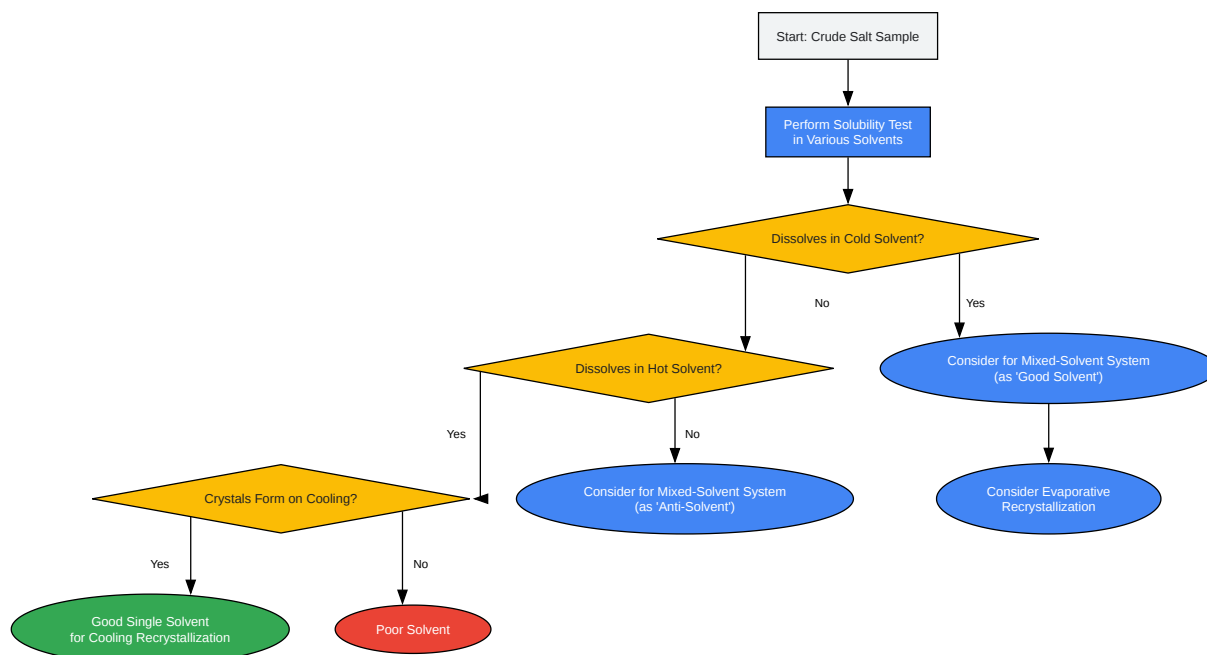 Start: Crude Salt Sample
Perform Solubility Test
in Various Solvents
Dissolves in Cold Solvent?
No
Yes
Dissolves in Hot Solvent?
Consider for Mixed-Solvent System
(as 'Good Solvent')
Yes
No
Crystals Form on Cooling?
Consider for Mixed-Solvent System
(as 'Anti-Solvent')
Consider Evaporative
Recrystallization
Yes
No
Good Single Solvent
for Cooling Recrystallization
Poor Solvent